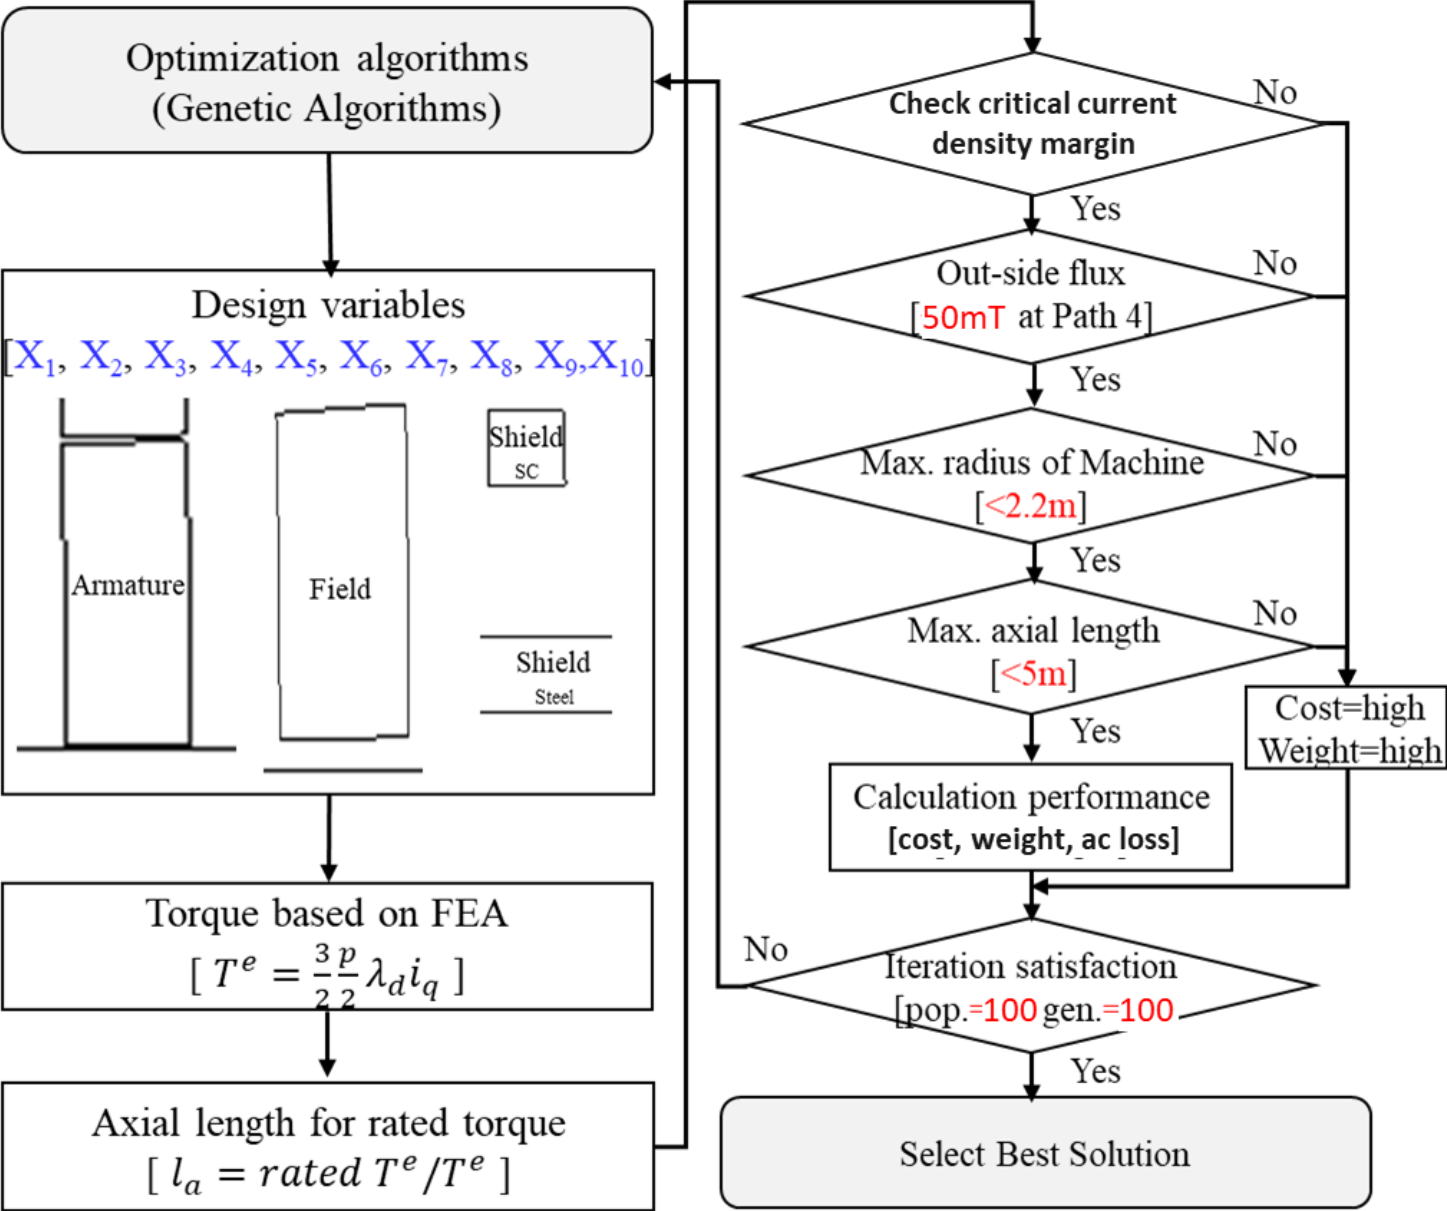 Optimization algorithms
(Genetic Algorithms)
Design variables
[X₁, X₂, X₃, X₄, X₅, X₆, X₇, X₈, X₉,X₁₀]
Armature
Field
Shield
SC
Shield
Steel
Torque based on FEA
[ Tᵉ = 3/2 p/2 λ_d i_q ]
Axial length for rated torque
[ lₐ = rated Tᵉ/Tᵉ ]
Check critical current
density margin
No
Yes
Out-side flux
[50mT at Path 4]
No
Yes
Max. radius of Machine
[<2.2m]
No
Yes
Max. axial length
[<5m]
No
Yes
Cost=high
Weight=high
Calculation performance
[cost, weight, ac loss]
Iteration satisfaction
[pop.=100 gen.=100
No
Yes
Select Best Solution